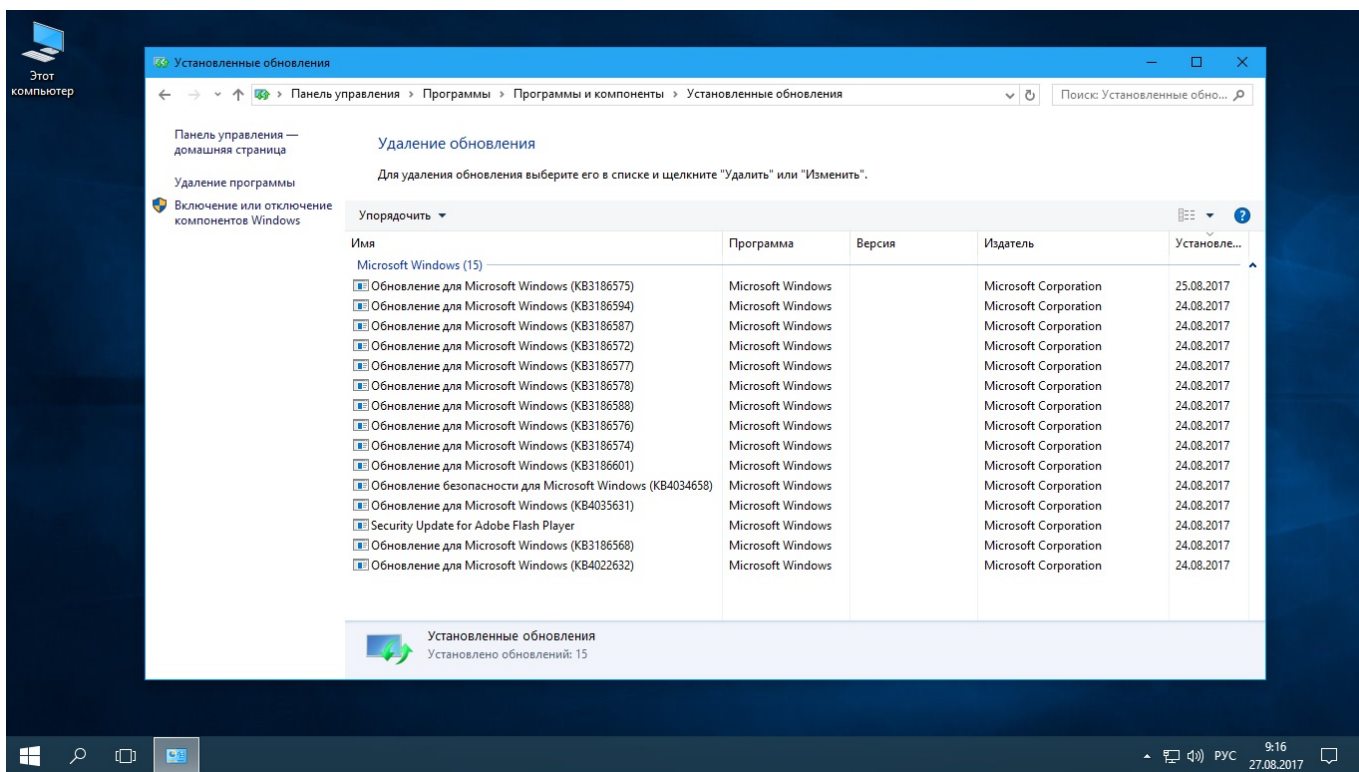 Этот
компьютер
Установленные обновления
Панель управления > Программы > Программы и компоненты > Установленные обновления
Поиск: Установленные обно...
Панель управления —
домашняя страница
Удаление программы
Включение или отключение
компонентов Windows
Удаление обновления
Для удаления обновления выберите его в списке и щелкните "Удалить" или "Изменить".
Упорядочить
Имя Программа Версия Издатель Установле...
Microsoft Windows (15)
Обновление для Microsoft Windows (KB3186575) Microsoft Windows Microsoft Corporation 25.08.2017
Обновление для Microsoft Windows (KB3186594) Microsoft Windows Microsoft Corporation 24.08.2017
Обновление для Microsoft Windows (KB3186587) Microsoft Windows Microsoft Corporation 24.08.2017
Обновление для Microsoft Windows (KB3186572) Microsoft Windows Microsoft Corporation 24.08.2017
Обновление для Microsoft Windows (KB3186577) Microsoft Windows Microsoft Corporation 24.08.2017
Обновление для Microsoft Windows (KB3186578) Microsoft Windows Microsoft Corporation 24.08.2017
Обновление для Microsoft Windows (KB3186588) Microsoft Windows Microsoft Corporation 24.08.2017
Обновление для Microsoft Windows (KB3186576) Microsoft Windows Microsoft Corporation 24.08.2017
Обновление для Microsoft Windows (KB3186574) Microsoft Windows Microsoft Corporation 24.08.2017
Обновление для Microsoft Windows (KB3186601) Microsoft Windows Microsoft Corporation 24.08.2017
Обновление безопасности для Microsoft Windows (KB4034658) Microsoft Windows Microsoft Corporation 24.08.2017
Обновление для Microsoft Windows (KB4035631) Microsoft Windows Microsoft Corporation 24.08.2017
Security Update for Adobe Flash Player Microsoft Windows Microsoft Corporation 24.08.2017
Обновление для Microsoft Windows (KB3186568) Microsoft Windows Microsoft Corporation 24.08.2017
Обновление для Microsoft Windows (KB4022632) Microsoft Windows Microsoft Corporation 24.08.2017
Установленные обновления
Установлено обновлений: 15
РУС
9:16
27.08.2017